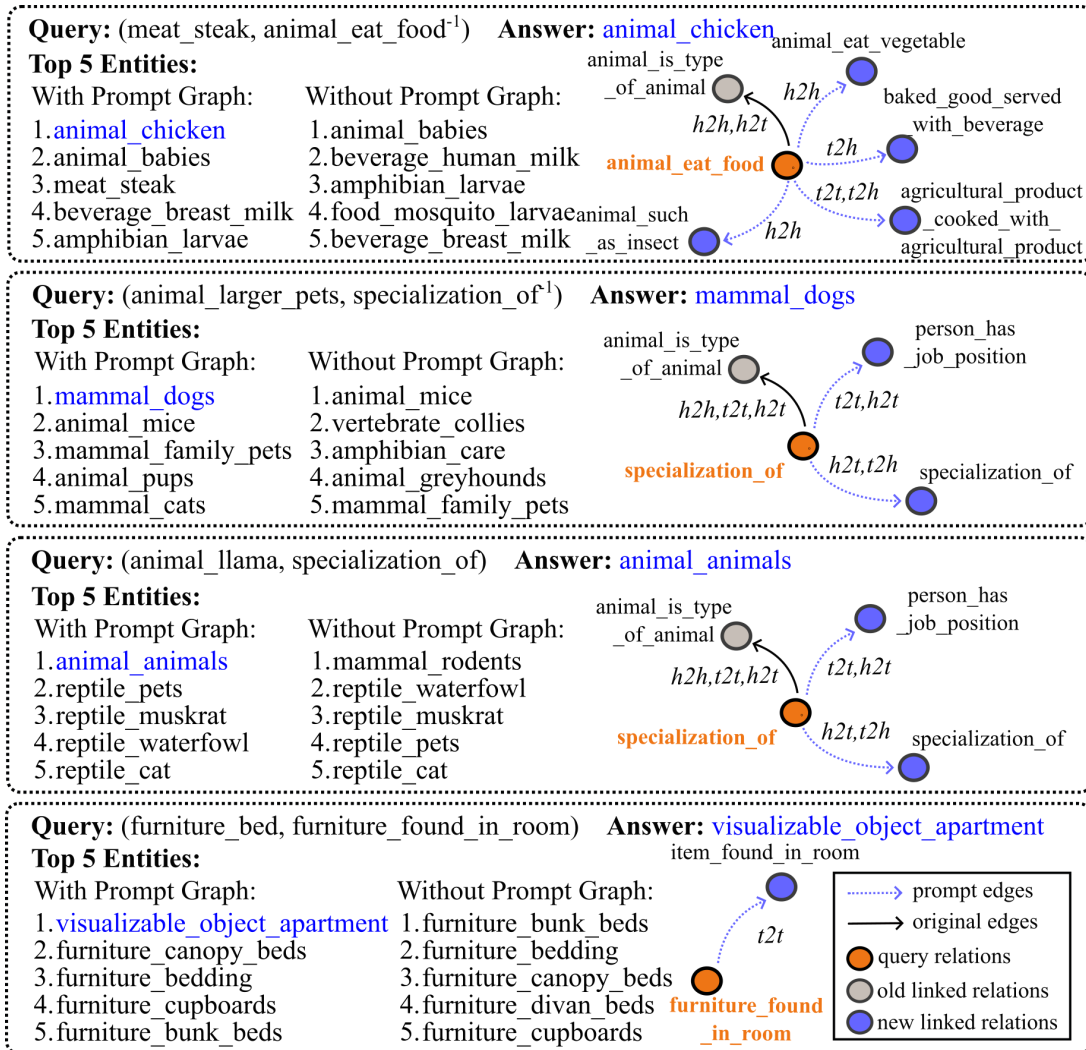 Query: (meat_steak, animal_eat_food⁻¹) Answer: animal_chicken
Top 5 Entities:
With Prompt Graph: Without Prompt Graph:
1.animal_chicken 1.animal_babies
2.animal_babies 2.beverage_human_milk
3.meat_steak 3.amphibian_larvae
4.beverage_breast_milk 4.food_mosquito_larvae
5.amphibian_larvae 5.beverage_breast_milk
animal_eat_vegetable
animal_is_type
_of_animal
h2h
baked_good_served
_with_beverage
h2h,h2t
t2h
animal_eat_food
t2t,t2h
agricultural_product
_cooked_with_
agricultural_product
animal_such
_as_insect
h2h
Query: (animal_larger_pets, specialization_of⁻¹) Answer: mammal_dogs
Top 5 Entities:
With Prompt Graph: Without Prompt Graph:
1.mammal_dogs 1.animal_mice
2.animal_mice 2.vertebrate_collies
3.mammal_family_pets 3.amphibian_care
4.animal_pups 4.animal_greyhounds
5.mammal_cats 5.mammal_family_pets
animal_is_type
_of_animal
person_has
_job_position
h2h,t2t,h2t
t2t,h2t
specialization_of
h2t,t2h
specialization_of
Query: (animal_llama, specialization_of) Answer: animal_animals
Top 5 Entities:
With Prompt Graph: Without Prompt Graph:
1.animal_animals 1.mammal_rodents
2.reptile_pets 2.reptile_waterfowl
3.reptile_muskrat 3.reptile_muskrat
4.reptile_waterfowl 4.reptile_pets
5.reptile_cat 5.reptile_cat
animal_is_type
_of_animal
person_has
_job_position
h2h,t2t,h2t
t2t,h2t
specialization_of
h2t,t2h
specialization_of
Query: (furniture_bed, furniture_found_in_room) Answer: visualizable_object_apartment
Top 5 Entities:
With Prompt Graph: Without Prompt Graph:
1.visualizable_object_apartment 1.furniture_bunk_beds
2.furniture_canopy_beds 2.furniture_bedding
3.furniture_bedding 3.furniture_canopy_beds
4.furniture_cupboards 4.furniture_divan_beds
5.furniture_bunk_beds 5.furniture_cupboards
item_found_in_room
t2t
furniture_found
_in_room
prompt edges
original edges
query relations
old linked relations
new linked relations